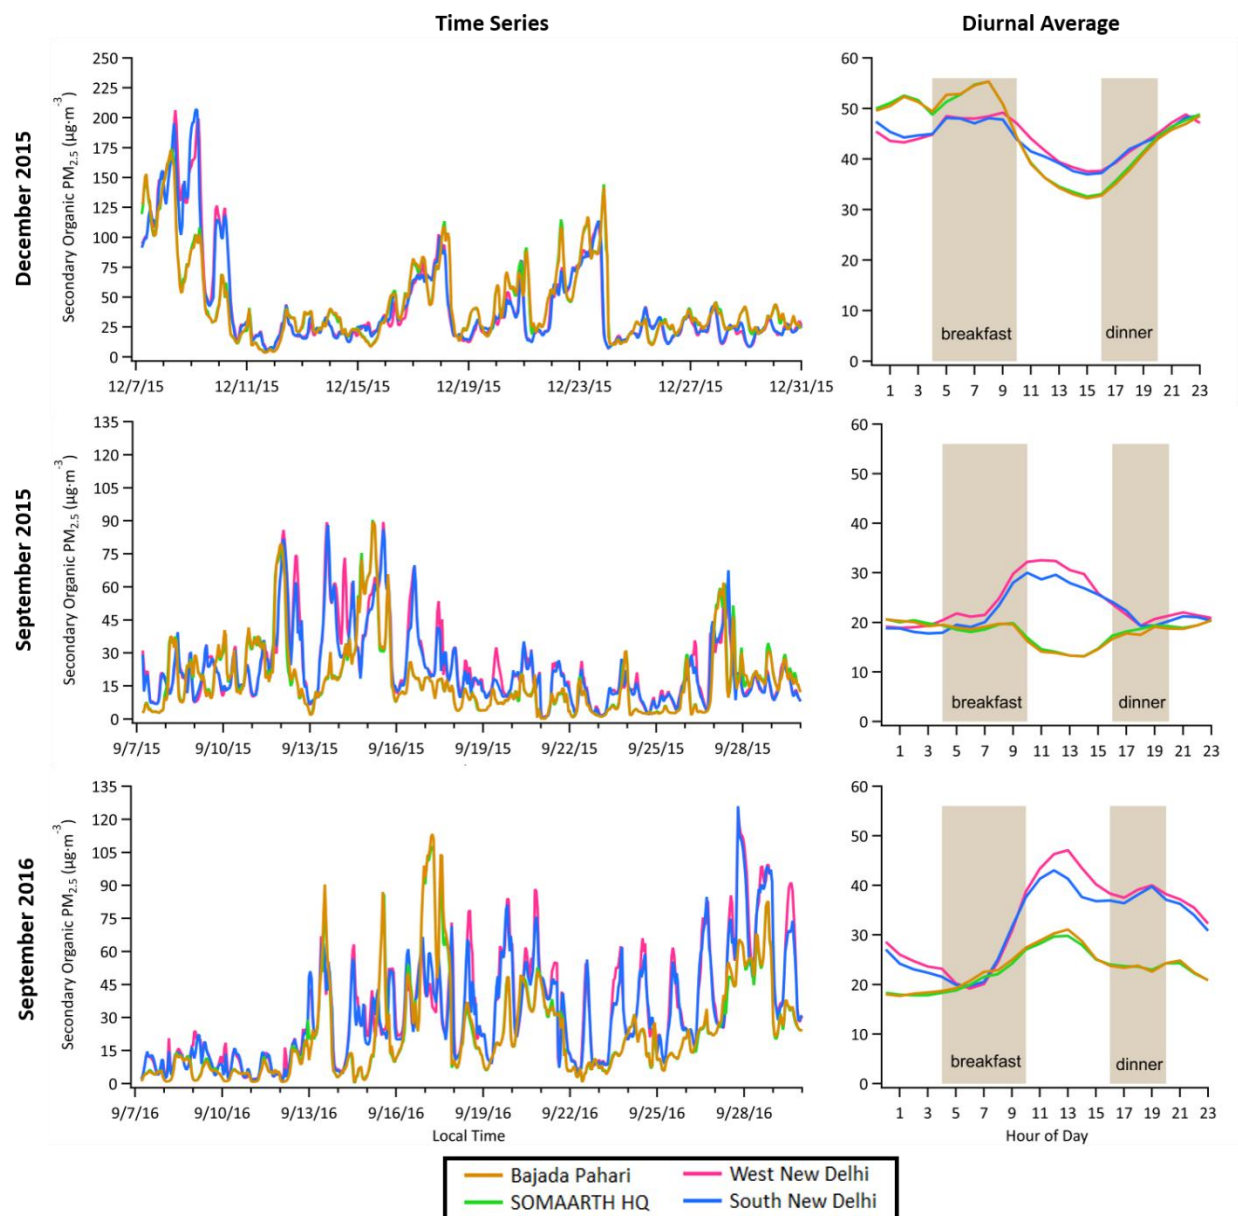 Time Series
Diurnal Average
December 2015
Secondary Organic PM2.5 (µg·m-3)
250
225
200
175
150
125
100
75
50
25
0
12/7/15 12/11/15 12/15/15 12/19/15 12/23/15 12/27/15 12/31/15
60
50
40
30
20
10
0
breakfast dinner
1 3 5 7 9 11 13 15 17 19 21 23
September 2015
Secondary Organic PM2.5 (µg·m-3)
135
120
105
90
75
60
45
30
15
0
9/7/15 9/10/15 9/13/15 9/16/15 9/19/15 9/22/15 9/25/15 9/28/15
60
50
40
30
20
10
0
breakfast dinner
1 3 5 7 9 11 13 15 17 19 21 23
September 2016
Secondary Organic PM2.5 (µg·m-3)
135
120
105
90
75
60
45
30
15
0
9/7/16 9/10/16 9/13/16 9/16/16 9/19/16 9/22/16 9/25/16 9/28/16
Local Time
60
50
40
30
20
10
0
breakfast dinner
1 3 5 7 9 11 13 15 17 19 21 23
Hour of Day
Bajada Pahari West New Delhi
SOMAARTH HQ South New Delhi